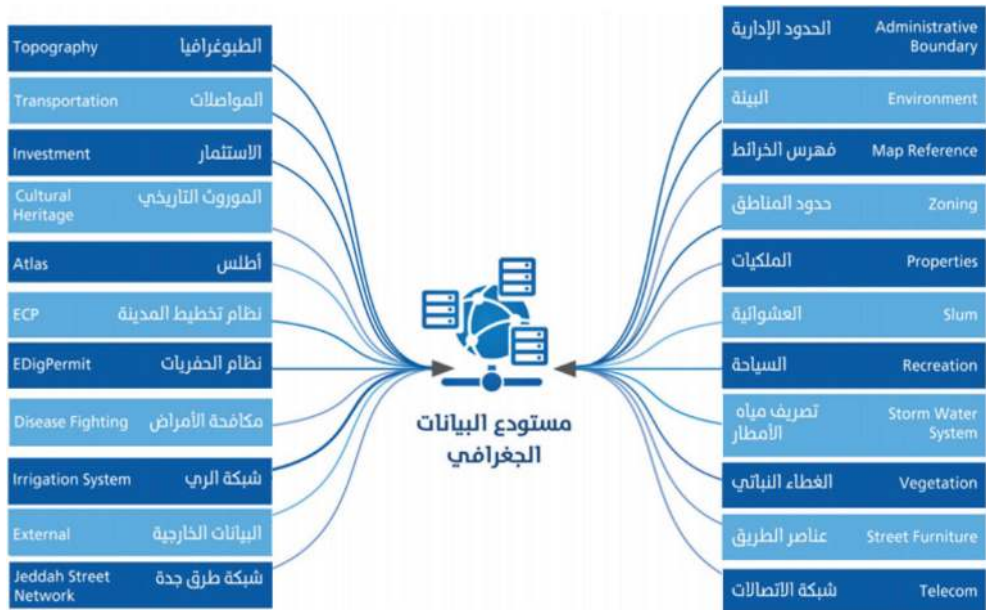 Topography الطبوغرافيا
Transportation المواصلات
Investment الاستثمار
Cultural Heritage الموروث التاريخي
Atlas أطلس
ECP نظام تخطيط المدينة
EDigPermit نظام الحفريات
Disease Fighting مكافحة الأمراض
Irrigation System شبكة الري
External البيانات الخارجية
Jeddah Street Network شبكة طرق جدة
مستودع البيانات
الجغرافي
الحدود الإدارية Administrative Boundary
البيئة Environment
فهرس الخرائط Map Reference
حدود المناطق Zoning
الملكيات Properties
العشوائية Slum
السياحة Recreation
تصريف مياه الأمطار Storm Water System
الغطاء النباتي Vegetation
عناصر الطريق Street Furniture
شبكة الاتصالات Telecom